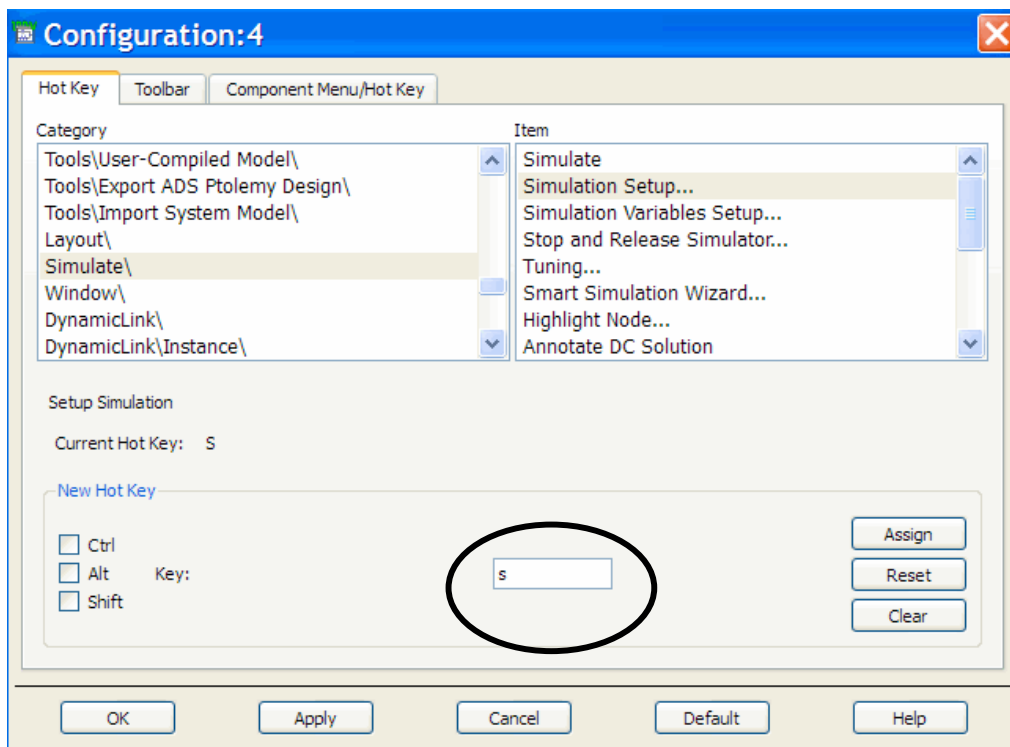 Configuration:4
Hot Key Toolbar Component Menu/Hot Key
Category
Tools\User-Compiled Model\
Tools\Export ADS Ptolemy Design\
Tools\Import System Model\
Layout\
Simulate\
Window\
DynamicLink\
DynamicLink\Instance\
Item
Simulate
Simulation Setup...
Simulation Variables Setup...
Stop and Release Simulator...
Tuning...
Smart Simulation Wizard...
Highlight Node...
Annotate DC Solution
Setup Simulation
Current Hot Key: S
New Hot Key
Ctrl
Alt Key: s
Shift
Assign
Reset
Clear
OK Apply Cancel Default Help